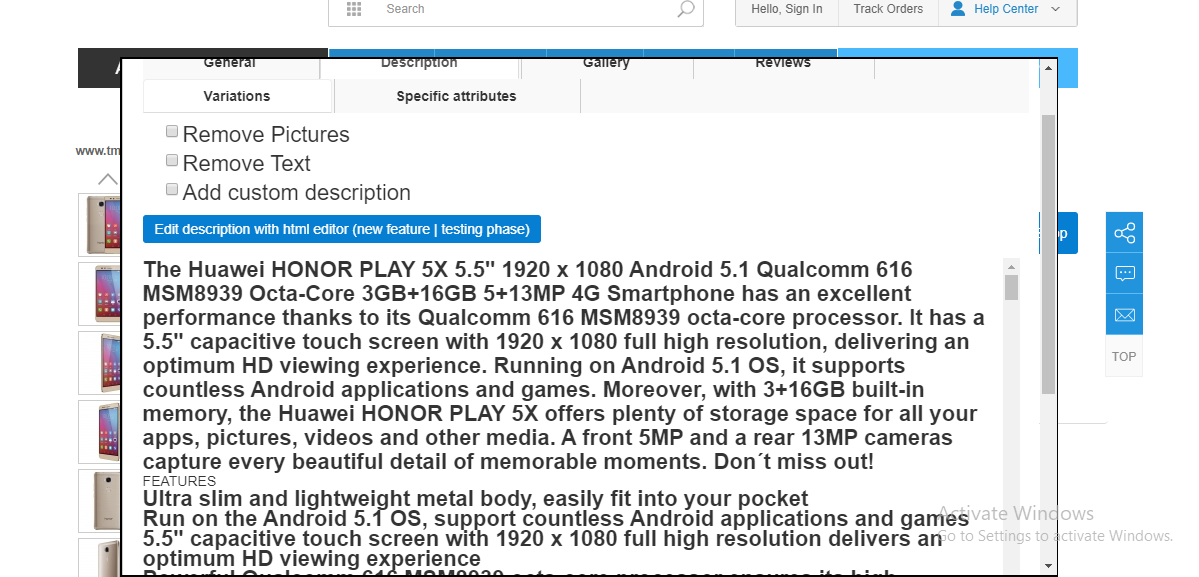 Search
Hello, Sign In
Track Orders
Help Center
General
Description
Gallery
Reviews
Variations
Specific attributes
www.tm
Remove Pictures
Remove Text
Add custom description
Edit description with html editor (new feature | testing phase)
The Huawei HONOR PLAY 5X 5.5'' 1920 x 1080 Android 5.1 Qualcomm 616
MSM8939 Octa-Core 3GB+16GB 5+13MP 4G Smartphone has an excellent
performance thanks to its Qualcomm 616 MSM8939 octa-core processor. It has a
5.5'' capacitive touch screen with 1920 x 1080 full high resolution, delivering an
optimum HD viewing experience. Running on Android 5.1 OS, it supports
countless Android applications and games. Moreover, with 3+16GB built-in
memory, the Huawei HONOR PLAY 5X offers plenty of storage space for all your
apps, pictures, videos and other media. A front 5MP and a rear 13MP cameras
capture every beautiful detail of memorable moments. Don´t miss out!
FEATURES
Ultra slim and lightweight metal body, easily fit into your pocket
Run on the Android 5.1 OS, support countless Android applications and games
5.5'' capacitive touch screen with 1920 x 1080 full high resolution delivers an
optimum HD viewing experience
Powerful Qualcomm 616 MSM8939 octa-core processor ensures its high
TOP
Activate Windows
Go to Settings to activate Windows.